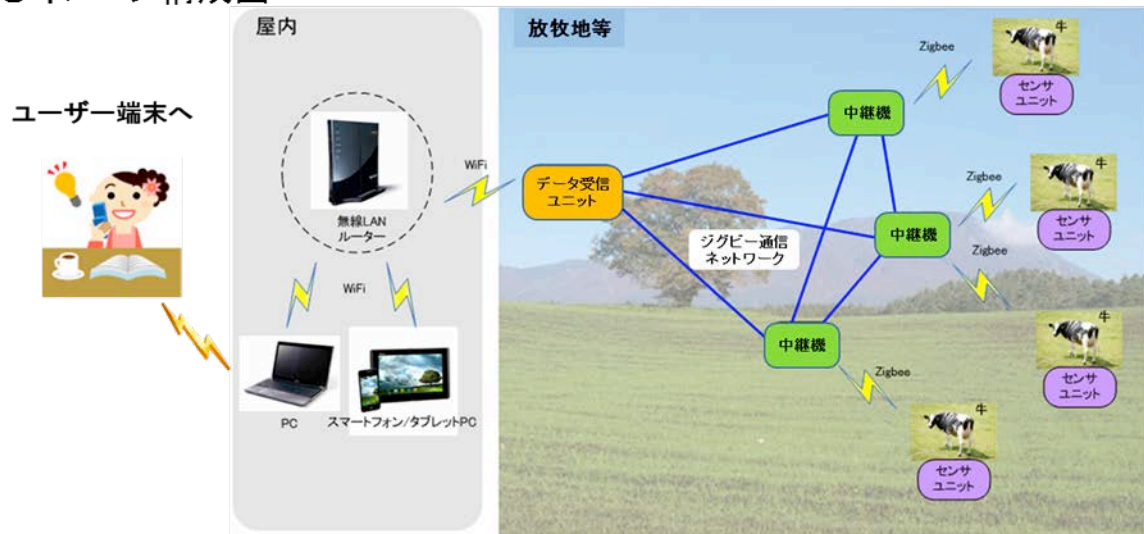 屋内
放牧地等
ユーザー端末へ
Zigbee
牛
センサ
ユニット
中継機
WiFi
データ受信
ユニット
無線LAN
ルーター
Zigbee
牛
センサ
ユニット
中継機
ジグビー通信
ネットワーク
Zigbee
WiFi
牛
センサ
ユニット
中継機
Zigbee
PC
スマートフォン/タブレットPC
牛
センサ
ユニット